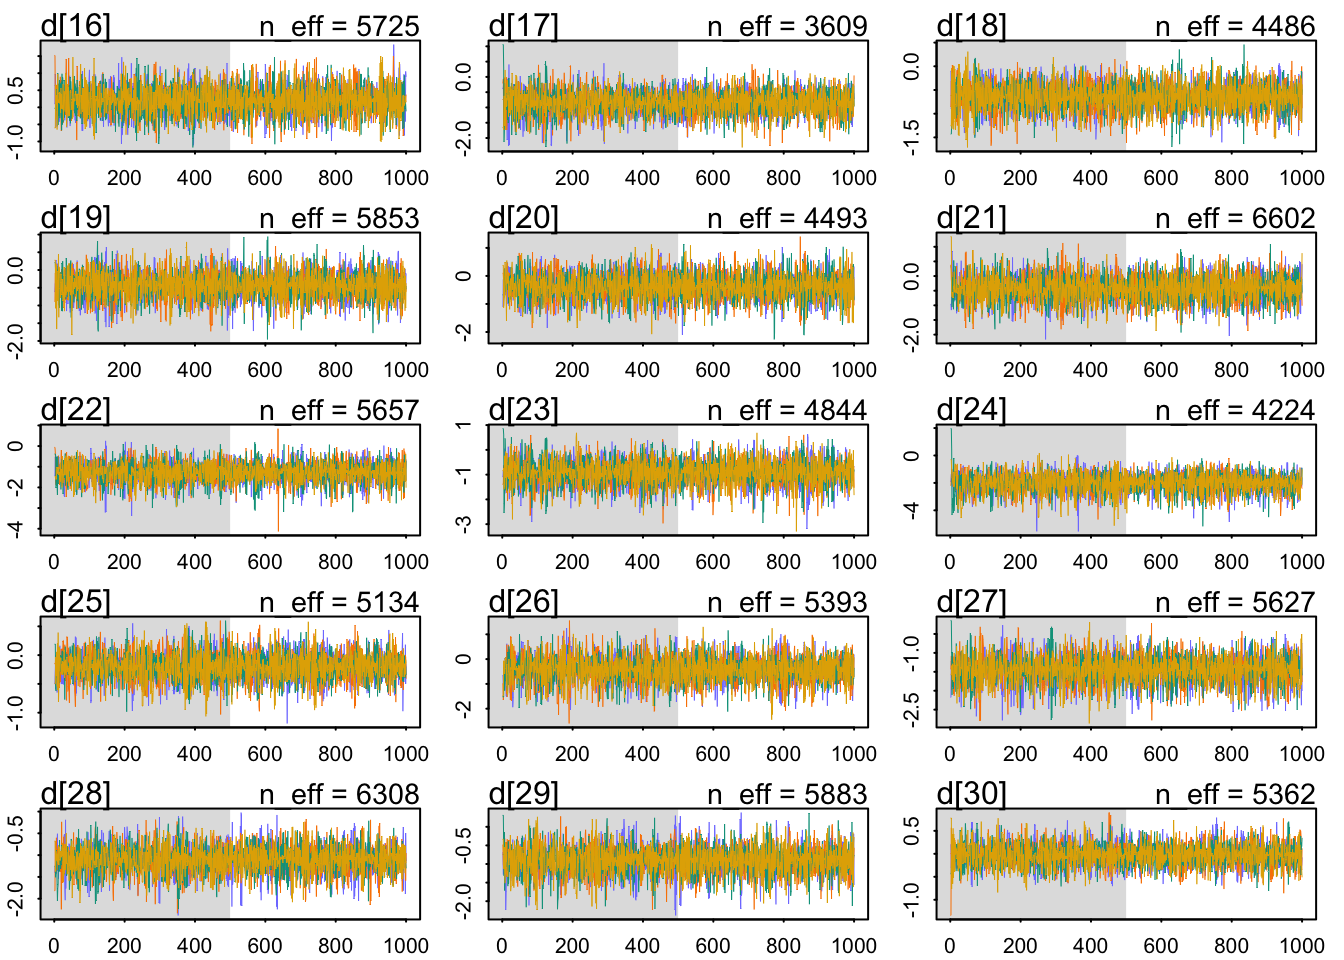 d[16] n_eff = 5725 d[17] n_eff = 3609 d[18] n_eff = 4486
0.5 -1.0 0.0 -2.0 0.0 -1.5
0 200 400 600 800 1000 0 200 400 600 800 1000 0 200 400 600 800 1000
d[19] n_eff = 5853 d[20] n_eff = 4493 d[21] n_eff = 6602
0.0 -2.0 0 -2 0.0 -2.0
0 200 400 600 800 1000 0 200 400 600 800 1000 0 200 400 600 800 1000
d[22] n_eff = 5657 d[23] n_eff = 4844 d[24] n_eff = 4224
0 -2 -4 1 -1 -3 0 -4
0 200 400 600 800 1000 0 200 400 600 800 1000 0 200 400 600 800 1000
d[25] n_eff = 5134 d[26] n_eff = 5393 d[27] n_eff = 5627
0.0 -1.0 0 -2 -1.0 -2.5
0 200 400 600 800 1000 0 200 400 600 800 1000 0 200 400 600 800 1000
d[28] n_eff = 6308 d[29] n_eff = 5883 d[30] n_eff = 5362
-0.5 -2.0 -0.5 -2.0 0.5 -1.0
0 200 400 600 800 1000 0 200 400 600 800 1000 0 200 400 600 800 1000